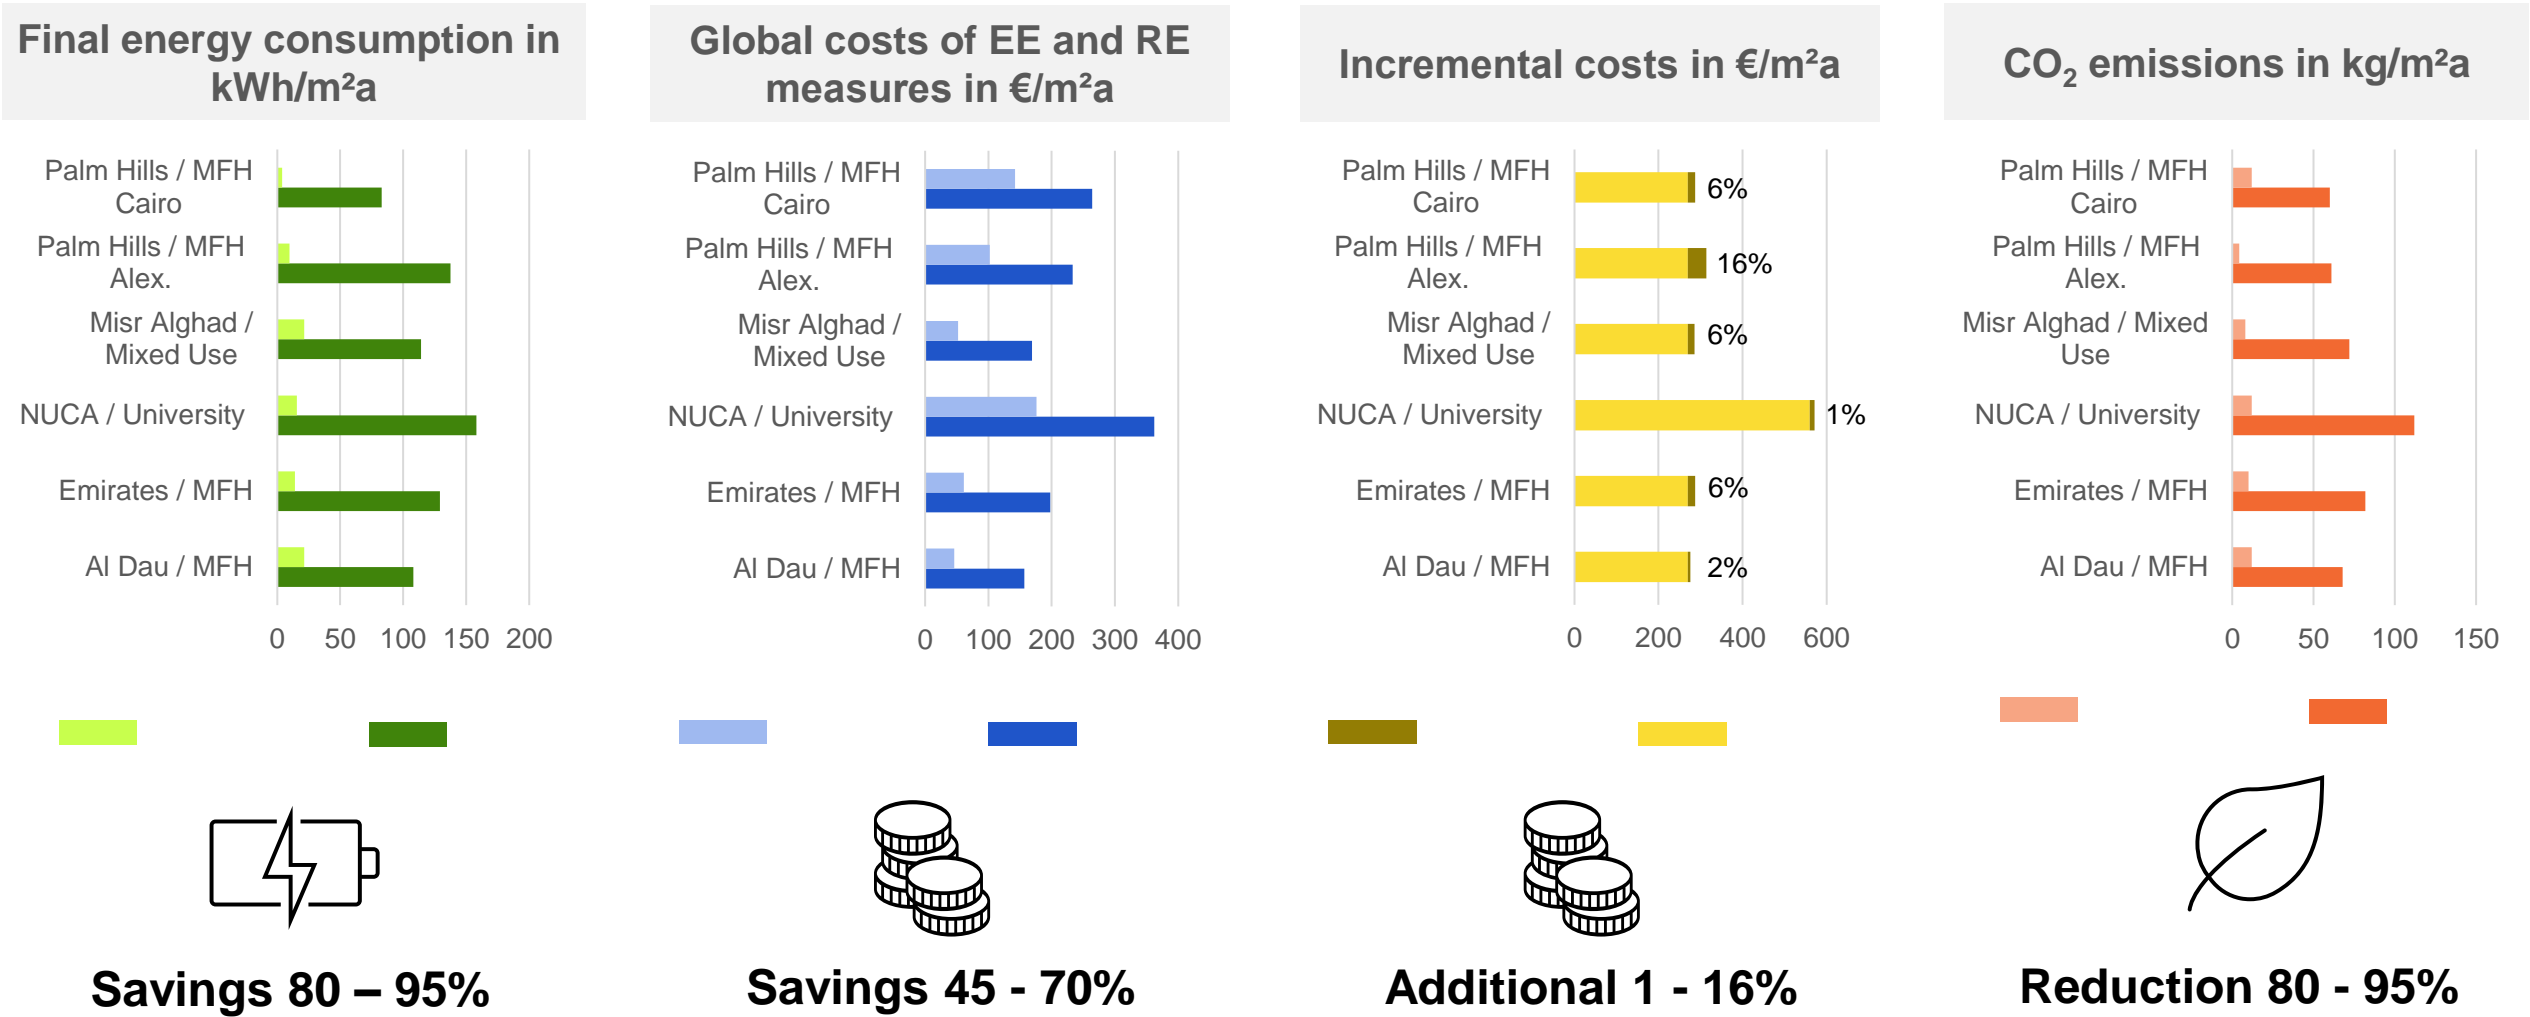 Final energy consumption in
kWh/m²a
Palm Hills / MFH
Cairo
Palm Hills / MFH
Alex.
Misr Alghad /
Mixed Use
NUCA / University
Emirates / MFH
Al Dau / MFH
0 50 100 150 200
Savings 80 – 95%
Global costs of EE and RE
measures in €/m²a
Palm Hills / MFH
Cairo
Palm Hills / MFH
Alex.
Misr Alghad /
Mixed Use
NUCA / University
Emirates / MFH
Al Dau / MFH
0 100 200 300 400
Savings 45 - 70%
Incremental costs in €/m²a
Palm Hills / MFH
Cairo
6%
Palm Hills / MFH
Alex.
16%
Misr Alghad /
Mixed Use
6%
NUCA / University
1%
Emirates / MFH
6%
Al Dau / MFH
2%
0 200 400 600
Additional 1 - 16%
CO₂ emissions in kg/m²a
Palm Hills / MFH
Cairo
Palm Hills / MFH
Alex.
Misr Alghad / Mixed
Use
NUCA / University
Emirates / MFH
Al Dau / MFH
0 50 100 150
Reduction 80 - 95%